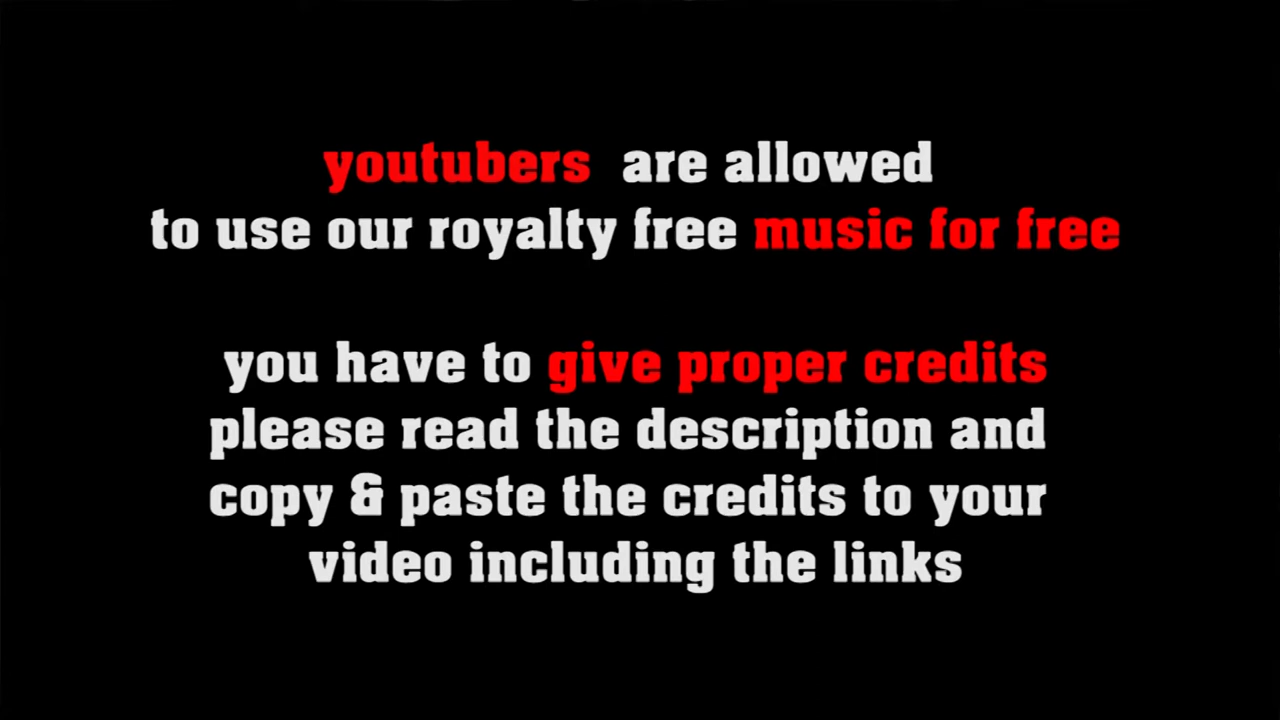 youtubers are allowed
to use our royalty free music for free
you have to give proper credits
please read the description and
copy & paste the credits to your
video including the links